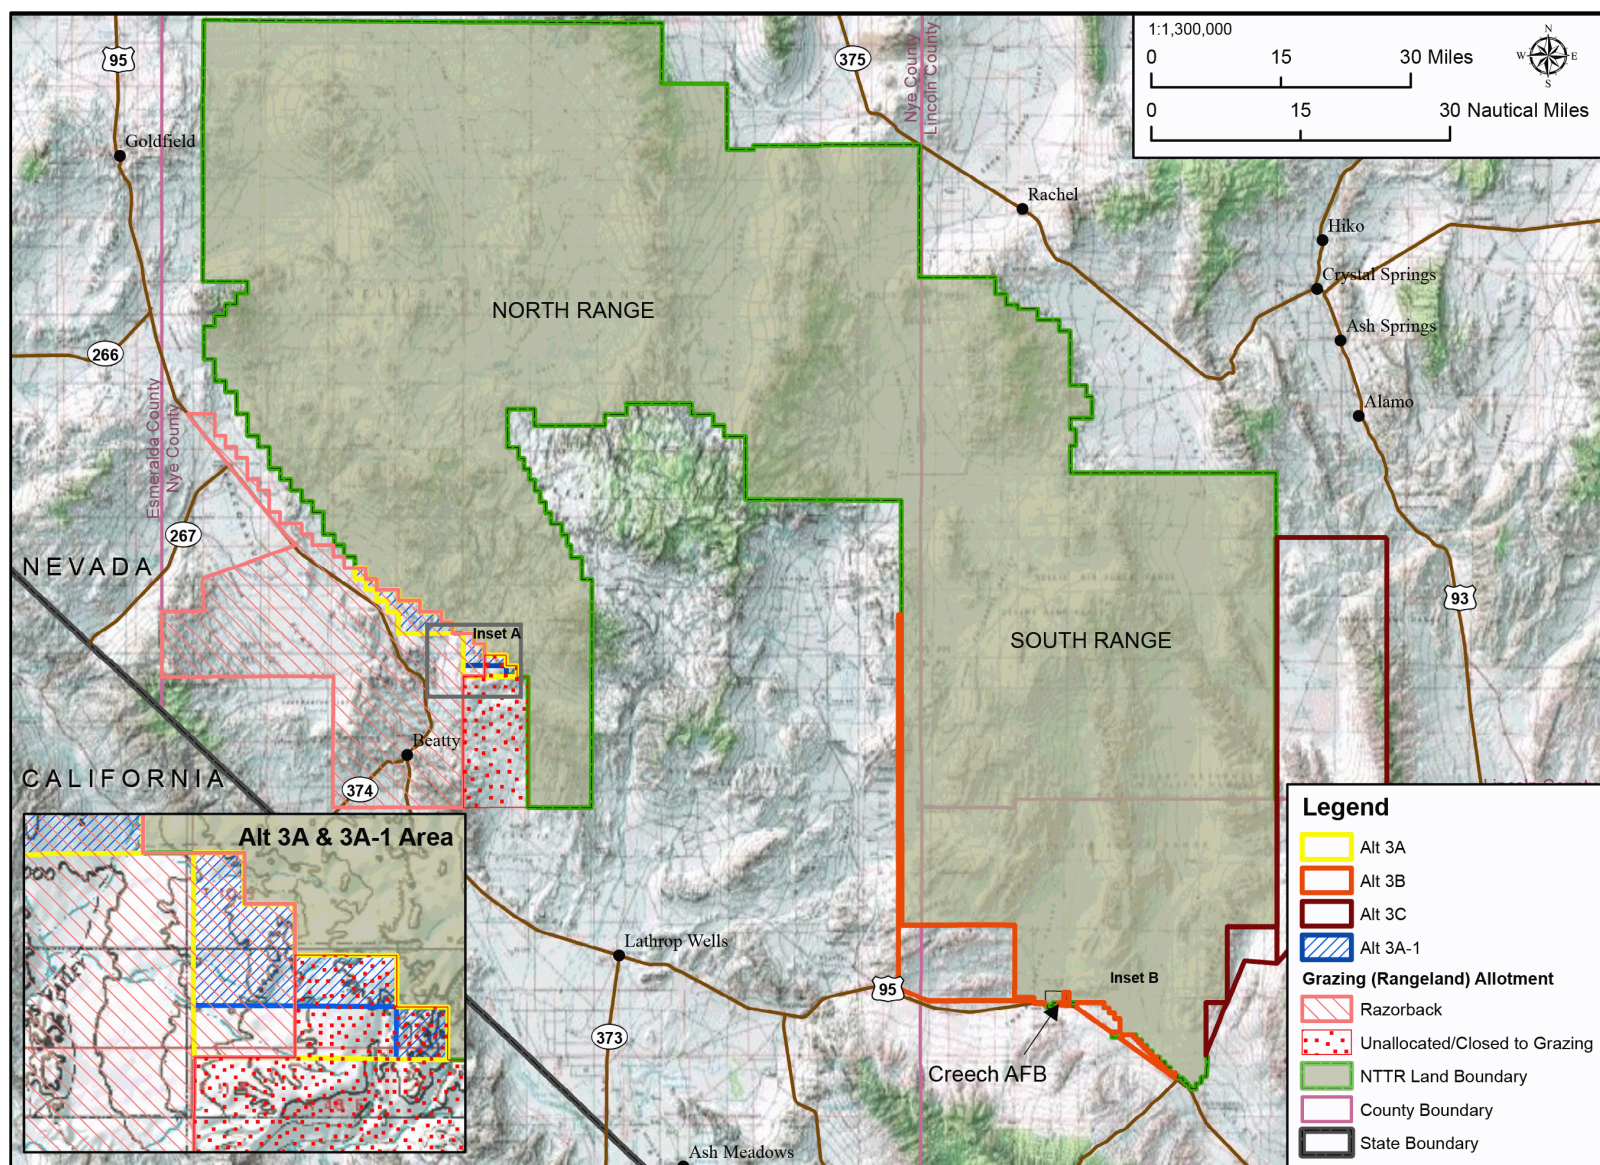 1:1,300,000
0 15 30 Miles
0 15 30 Nautical Miles
N
W E
S
95
Goldfield
375
Nye County
Lincoln County
Rachel
Hiko
Crystal Springs
Ash Springs
Alamo
NORTH RANGE
266
Esmeralda County
Nye County
267
NEVADA
93
SOUTH RANGE
Inset A
Beatty
CALIFORNIA
374
Alt 3A & 3A-1 Area
VALLEY
Lathrop Wells
95
Inset B
373
Creech AFB
Ash Meadows
Lincoln County
Legend
Alt 3A
Alt 3B
Alt 3C
Alt 3A-1
Grazing (Rangeland) Allotment
Razorback
Unallocated/Closed to Grazing
NTTR Land Boundary
County Boundary
State Boundary